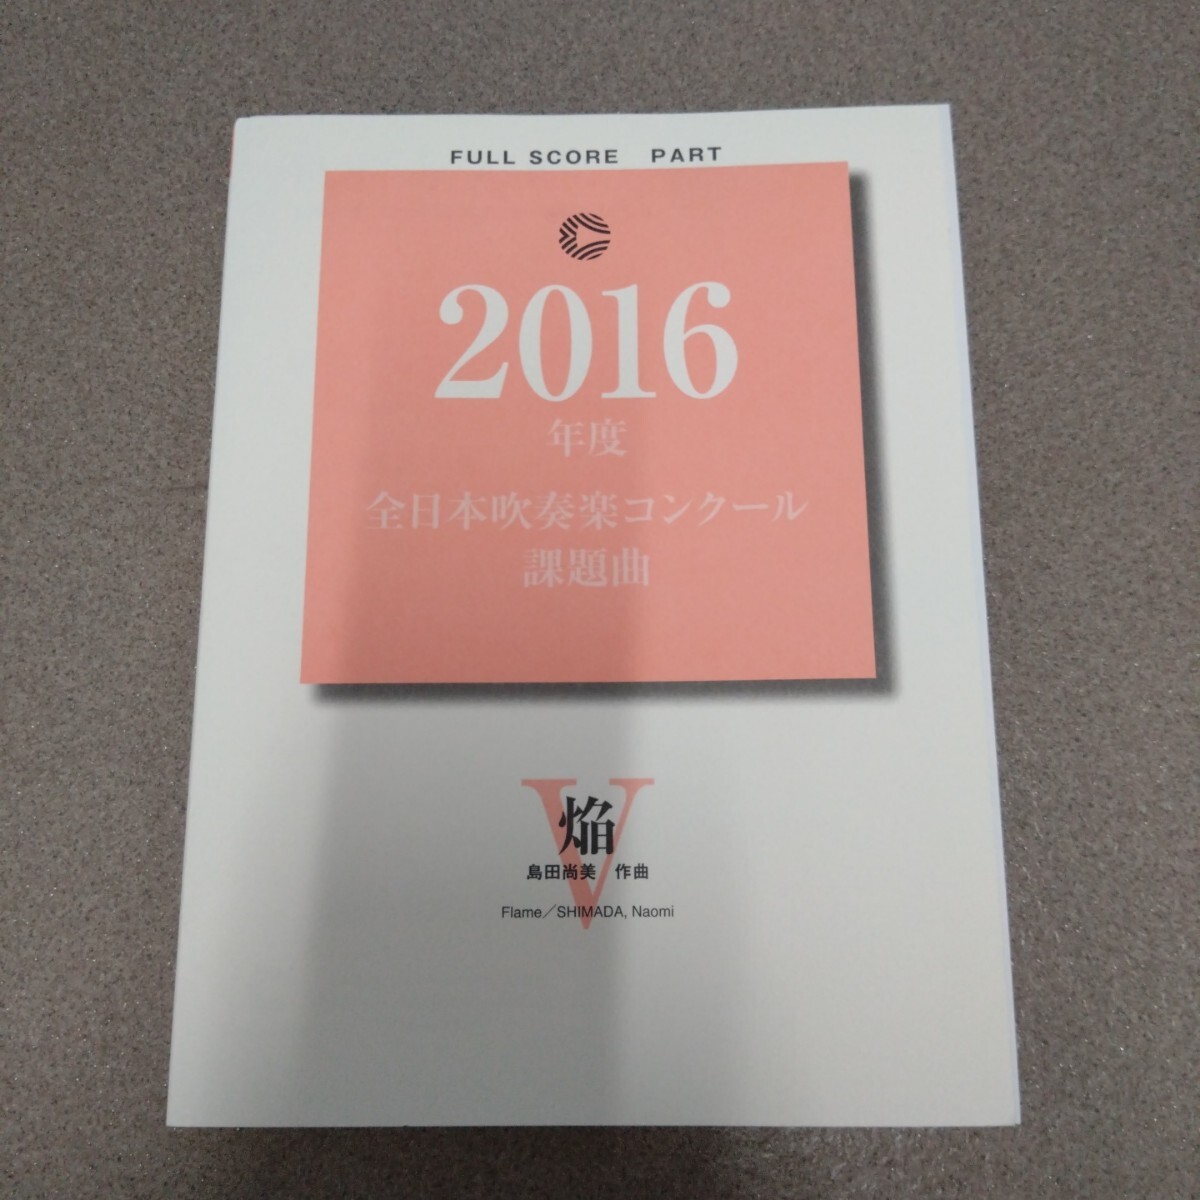 FULL SCORE PART
2016
年度
全日本吹奏楽コンクール
課題曲
V
焔
島田尚美 作曲
Flame/SHIMADA, Naomi